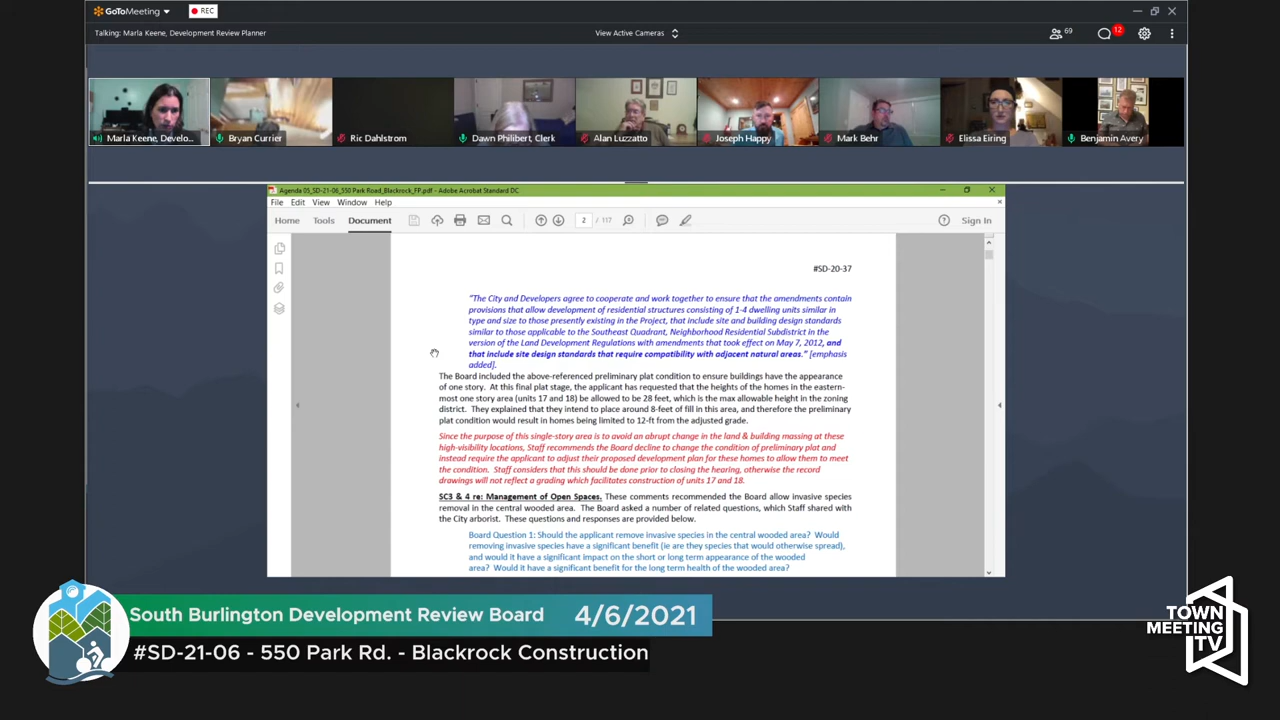 GoToMeeting
REC
Talking: Marla Keene, Development Review Planner
View Active Cameras
69
12
Marla Keene, Develo...
Bryan Currier
Ric Dahlstrom
Dawn Philibert, Clerk
Alan Luzzatto
Joseph Happy
Mark Behr
Elissa Eiring
Benjamin Avery
Agenda 05_SD-21-06_550 Park Road_Blackrock_FP.pdf - Adobe Acrobat Standard DC
File Edit View Window Help
Home Tools Document 2 / 117 Sign In
#SD-20-37
"The City and Developers agree to cooperate and work together to ensure that the amendments contain
provisions that allow development of residential structures consisting of 1-4 dwelling units similar in
type and size to those presently existing in the Project, that include site and building design standards
similar to those applicable to the Southeast Quadrant, Neighborhood Residential Subdistrict in the
version of the Land Development Regulations with amendments that took effect on May 7, 2012, and
that include site design standards that require compatibility with adjacent natural areas." [emphasis
added].
The Board included the above-referenced preliminary plat condition to ensure buildings have the appearance
of one story. At this final plat stage, the applicant has requested that the heights of the homes in the eastern-
most one story area (units 17 and 18) be allowed to be 28 feet, which is the max allowable height in the zoning
district. They explained that they intend to place around 8-feet of fill in this area, and therefore the preliminary
plat condition would result in homes being limited to 12-ft from the adjusted grade.
Since the purpose of this single-story area is to avoid an abrupt change in the land & building massing at these
high-visibility locations, Staff recommends the Board decline to change the condition of preliminary plat and
instead require the applicant to adjust their proposed development plan for these homes to allow them to meet
the condition. Staff considers that this should be done prior to closing the hearing, otherwise the record
drawings will not reflect a grading which facilitates construction of units 17 and 18.
SC3 & 4 re: Management of Open Spaces. These comments recommended the Board allow invasive species
removal in the central wooded area. The Board asked a number of related questions, which Staff shared with
the City arborist. These questions and responses are provided below.
Board Question 1: Should the applicant remove invasive species in the central wooded area? Would
removing invasive species have a significant benefit (ie are they species that would otherwise spread),
and would it have a significant impact on the short or long term appearance of the wooded
area? Would it have a significant benefit for the long term health of the wooded area?
South Burlington Development Review Board 4/6/2021
#SD-21-06 - 550 Park Rd. - Blackrock Construction
TOWN
MEETING
TV